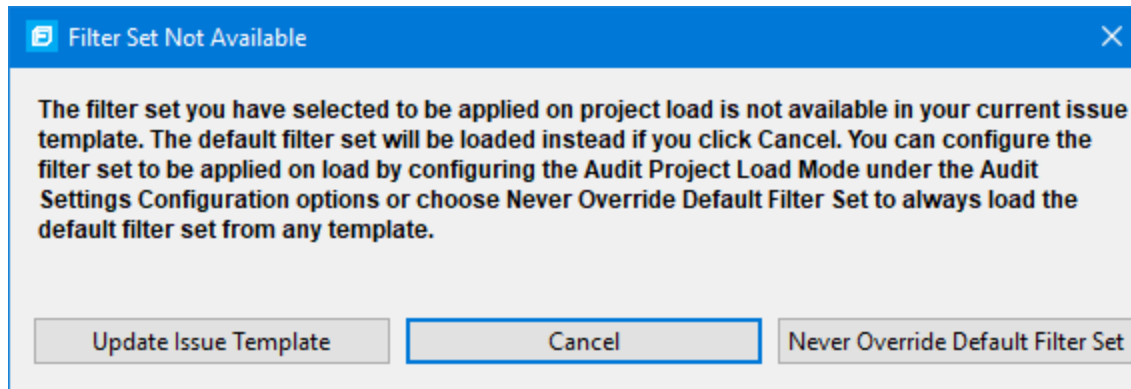 Filter Set Not Available
The filter set you have selected to be applied on project load is not available in your current issue
template. The default filter set will be loaded instead if you click Cancel. You can configure the
filter set to be applied on load by configuring the Audit Project Load Mode under the Audit
Settings Configuration options or choose Never Override Default Filter Set to always load the
default filter set from any template.
Update Issue Template
Cancel
Never Override Default Filter Set